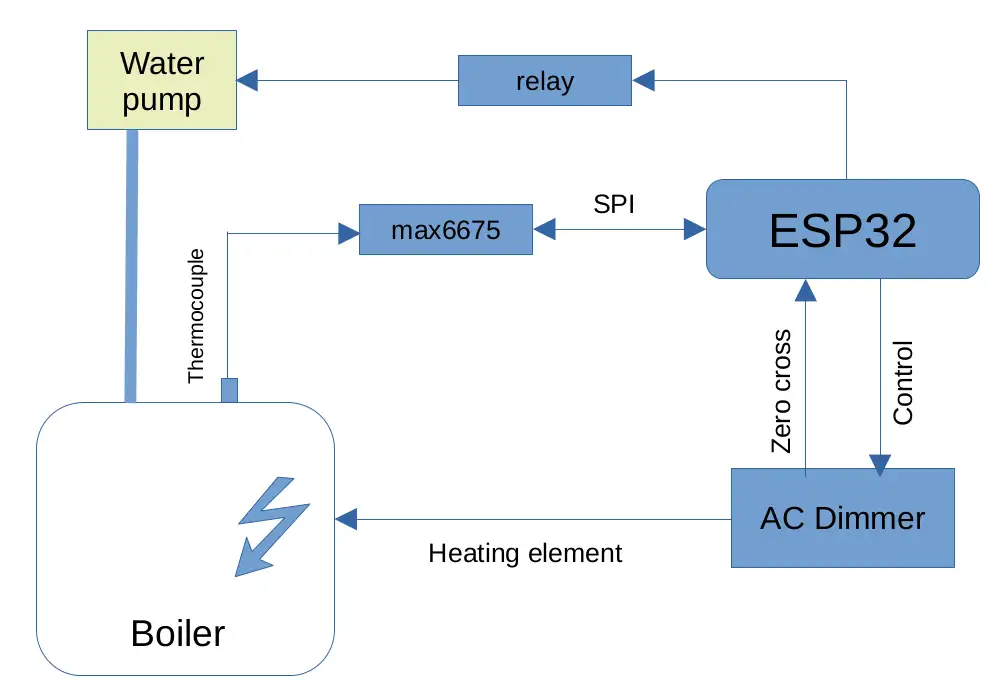 Water
pump
relay
SPI
max6675
ESP32
Thermocouple
Zero cross
Control
AC Dimmer
Heating element
Boiler